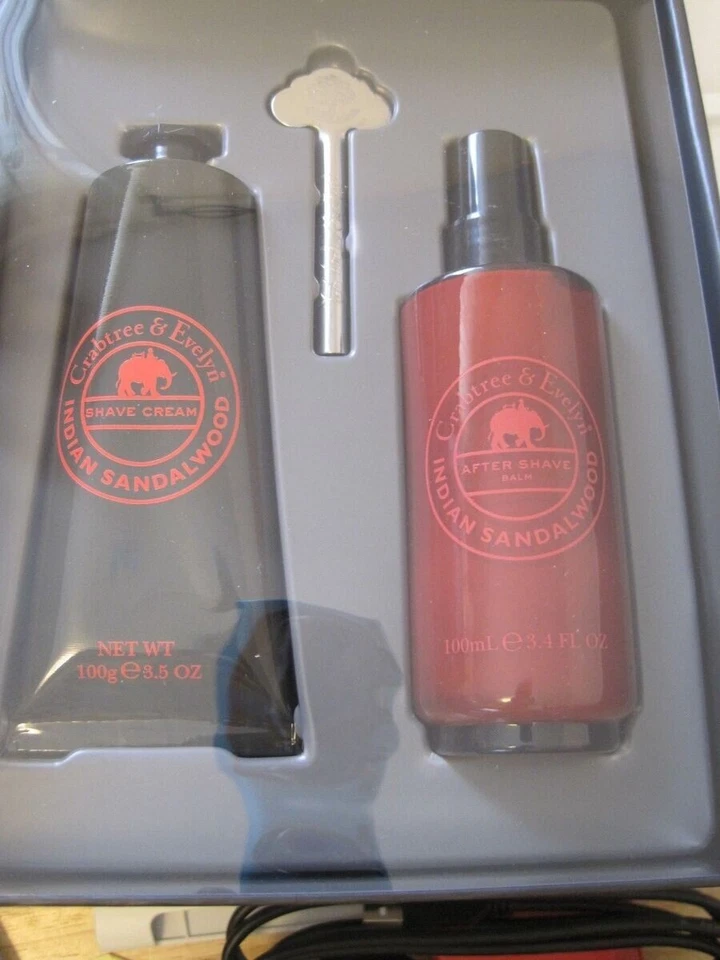 Crabtree & Evelyn
SHAVE CREAM
INDIAN SANDALWOOD
NET WT
100g ℮ 3.5 OZ
Crabtree & Evelyn
AFTER SHAVE
BALM
INDIAN SANDALWOOD
100mL ℮ 3.4 FL OZ